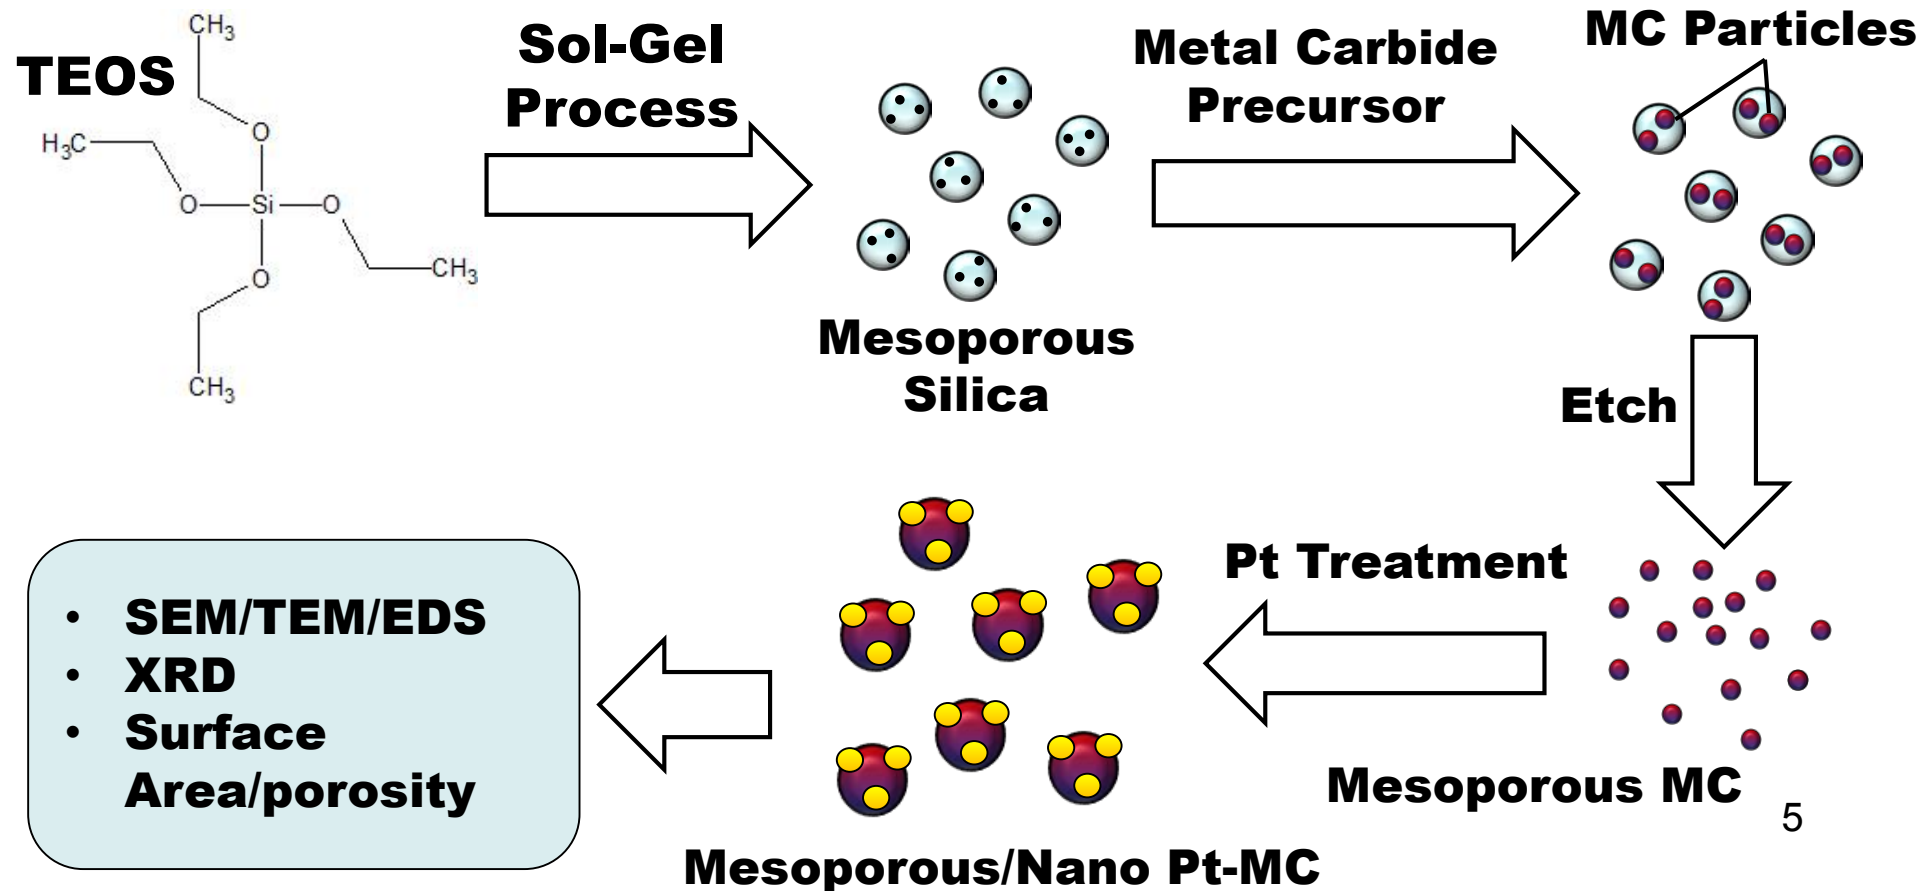 TEOS
CH3
O
H3C
O
Si
O
CH3
O
CH3
Sol-Gel
Process
Mesoporous
Silica
Metal Carbide
Precursor
MC Particles
Etch
Mesoporous MC
Pt Treatment
Mesoporous/Nano Pt-MC
• SEM/TEM/EDS
• XRD
• Surface
Area/porosity
5